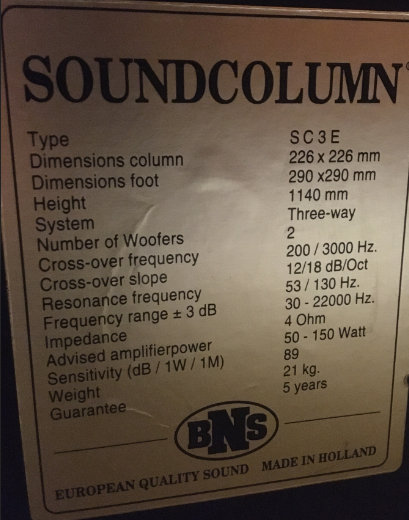 SOUNDCOLUMN®
Type SC3E
Dimensions column 226 x 226 mm
Dimensions foot 290 x290 mm
Height 1140 mm
System Three-way
Number of Woofers 2
Cross-over frequency 200 / 3000 Hz.
Cross-over slope 12/18 dB/Oct
Resonance frequency 53 / 130 Hz.
Frequency range ± 3 dB 30 - 22000 Hz.
Impedance 4 Ohm
Advised amplifierpower 50 - 150 Watt
Sensitivity (dB / 1W / 1M) 89
Weight 21 kg.
Guarantee 5 years
BNS
EUROPEAN QUALITY SOUND MADE IN HOLLAND